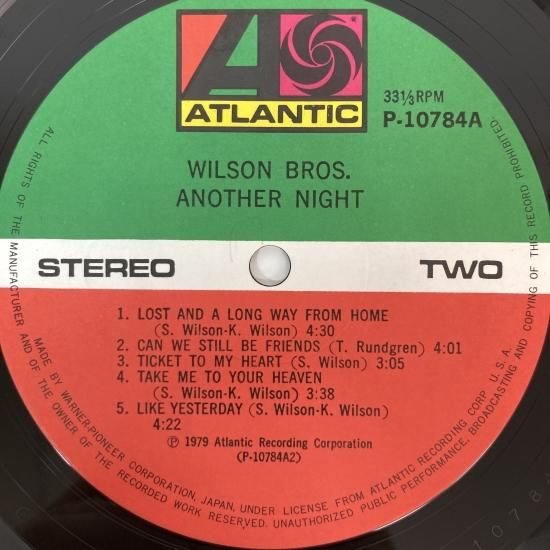 ATLANTIC
33⅓RPM
P-10784A
WILSON BROS.
ANOTHER NIGHT
STEREO
TWO
1. LOST AND A LONG WAY FROM HOME
(S. Wilson-K. Wilson) 4:30
2. CAN WE STILL BE FRIENDS (T. Rundgren) 4:01
3. TICKET TO MY HEART (S. Wilson) 3:05
4. TAKE ME TO YOUR HEAVEN
(S. Wilson-K. Wilson) 3:38
5. LIKE YESTERDAY (S. Wilson-K. Wilson)
4:22
Ⓟ 1979 Atlantic Recording Corporation
(P-10784A2)
MADE BY WARNER-PIONEER CORPORATION, JAPAN, UNDER LICENSE FROM ATLANTIC RECORDING CORP. U.S.A.
ALL RIGHTS OF THE MANUFACTURER AND OF THE OWNER OF THE RECORDED WORK RESERVED. UNAUTHORIZED PUBLIC PERFORMANCE, BROADCASTING AND COPYING OF THIS RECORD PROHIBITED.